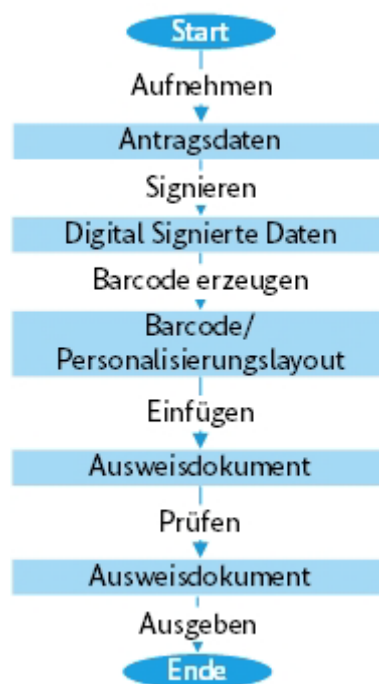 Start
Aufnehmen
Antragsdaten
Signieren
Digital Signierte Daten
Barcode erzeugen
Barcode/
Personalisierungslayout
Einfügen
Ausweisdokument
Prüfen
Ausweisdokument
Ausgeben
Ende